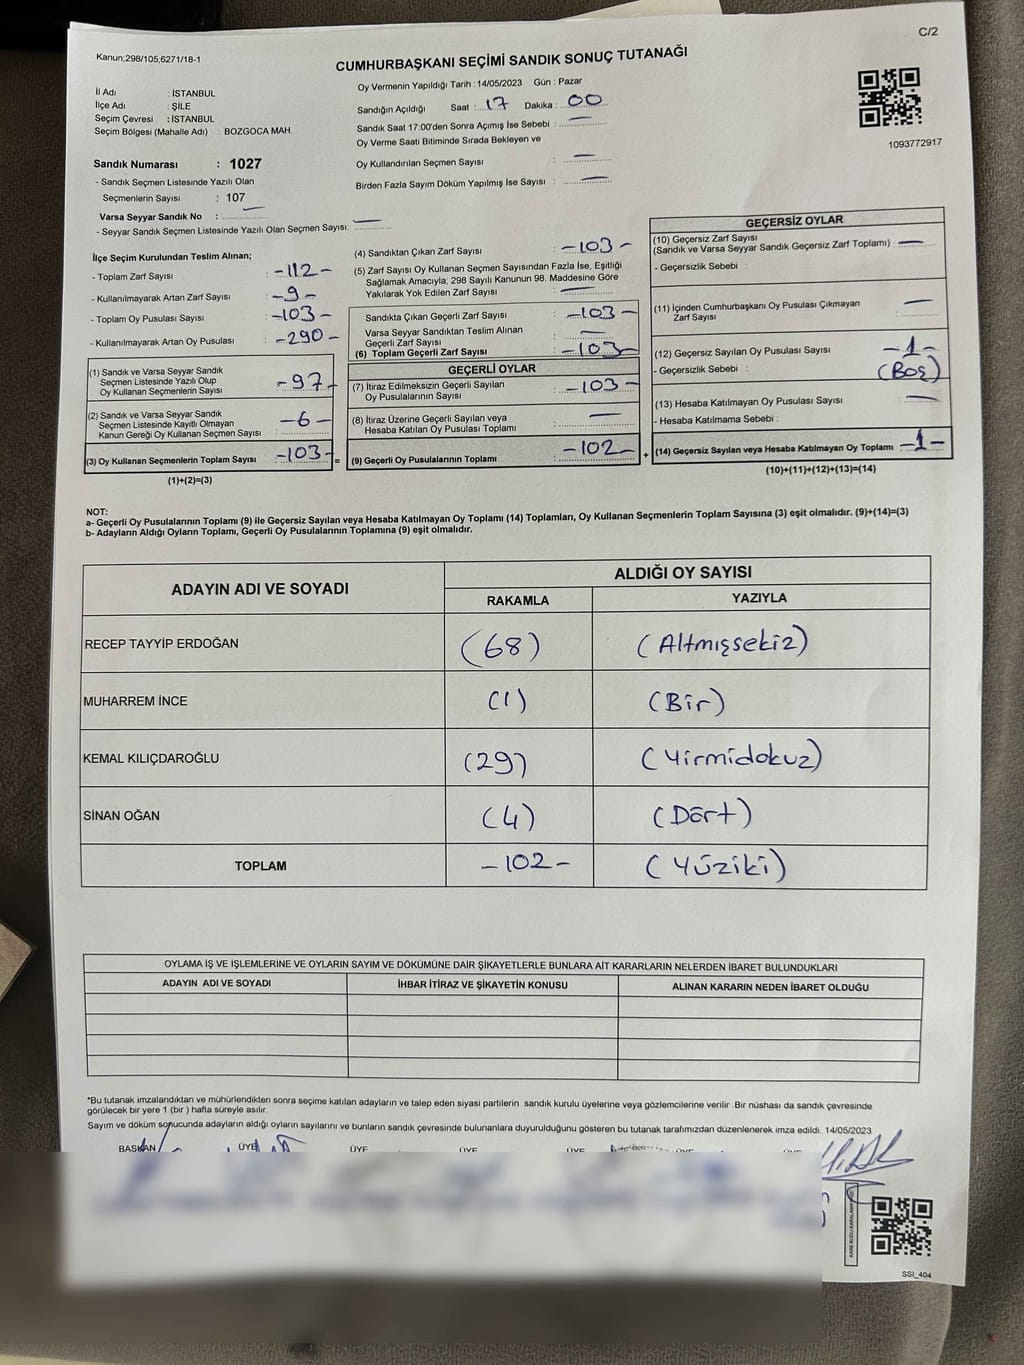 C/2
Kanun;298/105;6271/18-1
CUMHURBAŞKANI SEÇİMİ SANDIK SONUÇ TUTANAĞI
İl Adı : İSTANBUL
İlçe Adı : ŞİLE
Seçim Çevresi : İSTANBUL
Seçim Bölgesi (Mahalle Adı) : BOZGOCA MAH.
Sandık Numarası : 1027
- Sandık Seçmen Listesinde Yazılı Olan
Seçmenlerin Sayısı : 107
Varsa Seyyar Sandık No : —
- Seyyar Sandık Seçmen Listesinde Yazılı Olan Seçmen Sayısı: —
Oy Vermenin Yapıldığı Tarih :14/05/2023 Gün : Pazar
Sandığın Açıldığı Saat : 17 Dakika : 00
Sandık Saat 17:00'den Sonra Açımış İse Sebebi : —
Oy Verme Saati Bitiminde Sırada Bekleyen ve
Oy Kullandırılan Seçmen Sayısı : —
Birden Fazla Sayım Döküm Yapılmış İse Sayısı : —
1093772917
İlçe Seçim Kurulundan Teslim Alınan;
- Toplam Zarf Sayısı : -112-
- Kullanılmayarak Artan Zarf Sayısı : -9-
- Toplam Oy Pusulası Sayısı : -103-
- Kullanılmayarak Artan Oy Pusulası : -290-
(1) Sandık ve Varsa Seyyar Sandık
Seçmen Listesinde Yazılı Olup
Oy Kullanan Seçmenlerin Sayısı -97-
(2) Sandık ve Varsa Seyyar Sandık
Seçmen Listesinde Kayıtlı Olmayan
Kanun Gereği Oy Kullanan Seçmen Sayısı -6-
(3) Oy Kullanan Seçmenlerin Toplam Sayısı -103- =
(1)+(2)=(3)
(4) Sandıktan Çıkan Zarf Sayısı : -103-
(5) Zarf Sayısı Oy Kullanan Seçmen Sayısından Fazla İse, Eşitliği
Sağlamak Amacıyla; 298 Sayılı Kanunun 98. Maddesine Göre
Yakılarak Yok Edilen Zarf Sayısı : —
Sandıkta Çıkan Geçerli Zarf Sayısı : -103-
Varsa Seyyar Sandıktan Teslim Alınan
Geçerli Zarf Sayısı : —
(6) Toplam Geçerli Zarf Sayısı : -103-
GEÇERLİ OYLAR
(7) İtiraz Edilmeksizin Geçerli Sayılan
Oy Pusulalarının Sayısı : -103-
(8) İtiraz Üzerine Geçerli Sayılan veya
Hesaba Katılan Oy Pusulası Toplamı : —
(9) Geçerli Oy Pusulalarının Toplamı : -102- +
GEÇERSİZ OYLAR
(10) Geçersiz Zarf Sayısı
(Sandık ve Varsa Seyyar Sandık Geçersiz Zarf Toplamı) : —
- Geçersizlik Sebebi :
(11) İçinden Cumhurbaşkanı Oy Pusulası Çıkmayan
Zarf Sayısı : —
(12) Geçersiz Sayılan Oy Pusulası Sayısı : -1-
- Geçersizlik Sebebi : (Boş)
(13) Hesaba Katılmayan Oy Pusulası Sayısı : —
- Hesaba Katılmama Sebebi :
(14) Geçersiz Sayılan veya Hesaba Katılmayan Oy Toplamı : -1-
(10)+(11)+(12)+(13)=(14)
NOT:
a- Geçerli Oy Pusulalarının Toplamı (9) ile Geçersiz Sayılan veya Hesaba Katılmayan Oy Toplamı (14) Toplamları, Oy Kullanan Seçmenlerin Toplam Sayısına (3) eşit olmalıdır. (9)+(14)=(3)
b- Adayların Aldığı Oyların Toplamı, Geçerli Oy Pusulalarının Toplamına (9) eşit olmalıdır.
ADAYIN ADI VE SOYADI ALDIĞI OY SAYISI
RAKAMLA YAZIYLA
RECEP TAYYİP ERDOĞAN (68) (Altmışsekiz)
MUHARREM İNCE (1) (Bir)
KEMAL KILIÇDAROĞLU (29) (Yirmidokuz)
SİNAN OĞAN (4) (Dört)
TOPLAM -102- (Yüziki)
OYLAMA İŞ VE İŞLEMLERİNE VE OYLARIN SAYIM VE DÖKÜMÜNE DAİR ŞİKAYETLERLE BUNLARA AİT KARARLARIN NELERDEN İBARET BULUNDUKLARI
ADAYIN ADI VE SOYADI İHBAR İTİRAZ VE ŞİKAYETİN KONUSU ALINAN KARARIN NEDEN İBARET OLDUĞU
*Bu tutanak imzalandıktan ve mühürlendikten sonra seçime katılan adayların ve talep eden siyasi partilerin sandık kurulu üyelerine veya gözlemcilerine verilir .Bir nüshası da sandık çevresinde
görülecek bir yere 1 (bir ) hafta süreyle asılır.
Sayım ve döküm sonucunda adayların aldığı oyların sayılarını ve bunların sandık çevresinde bulunanlara duyurulduğunu gösteren bu tutanak tarafımızdan düzenlenerek imza edildi. 14/05/2023
BAŞKAN ÜYE ÜYE ÜYE ÜYE
SSI_404